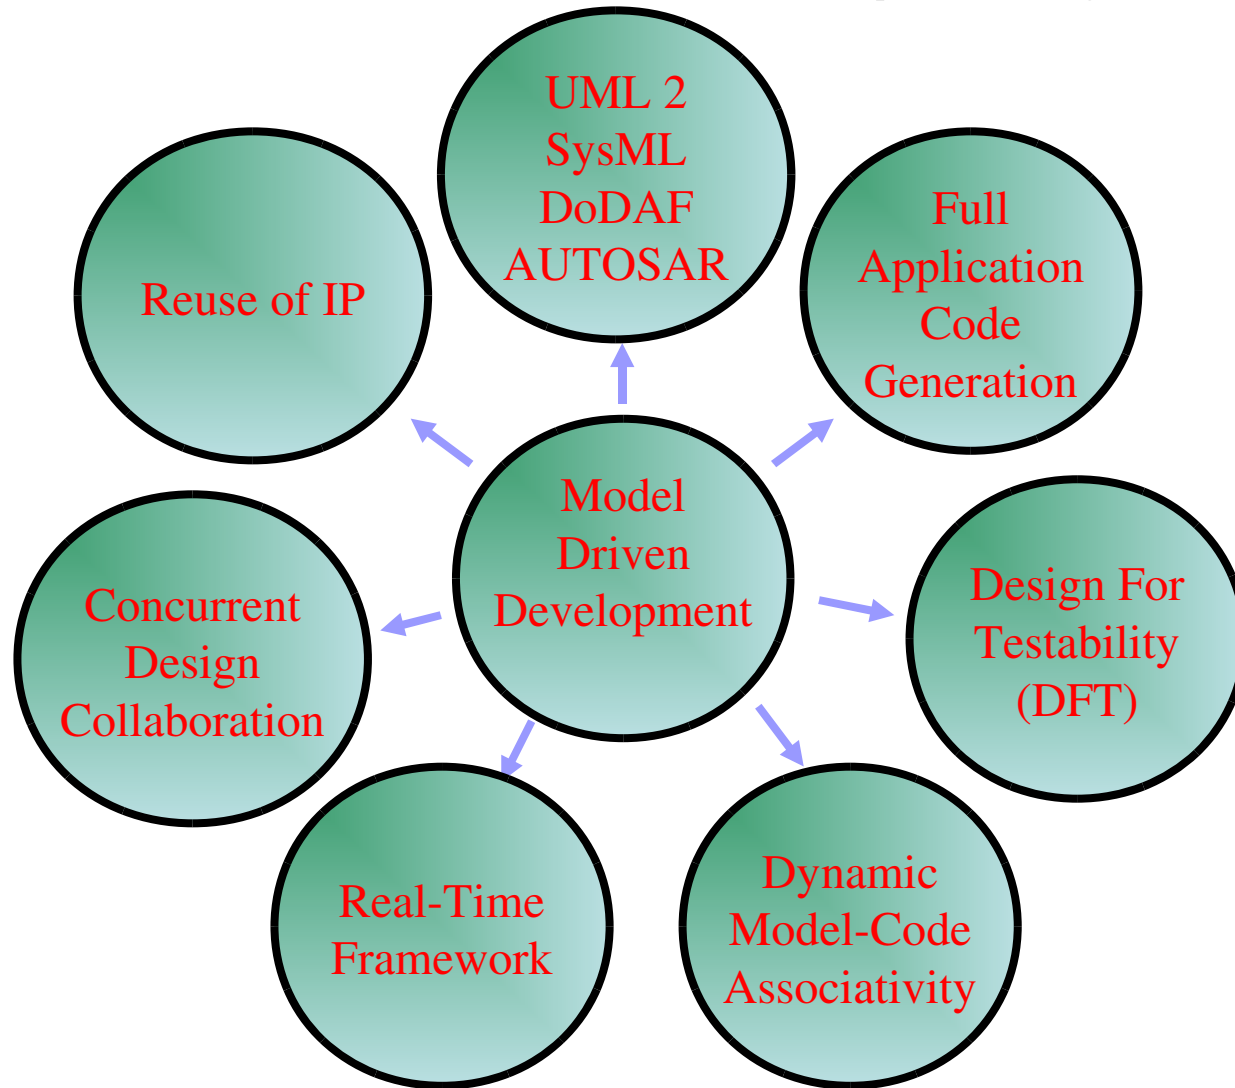 UML 2
SysML
DoDAF
AUTOSAR
Full
Application
Code
Generation
Reuse of IP
Model
Driven
Development
Design For
Testability
(DFT)
Concurrent
Design
Collaboration
Real-Time
Framework
Dynamic
Model-Code
Associativity